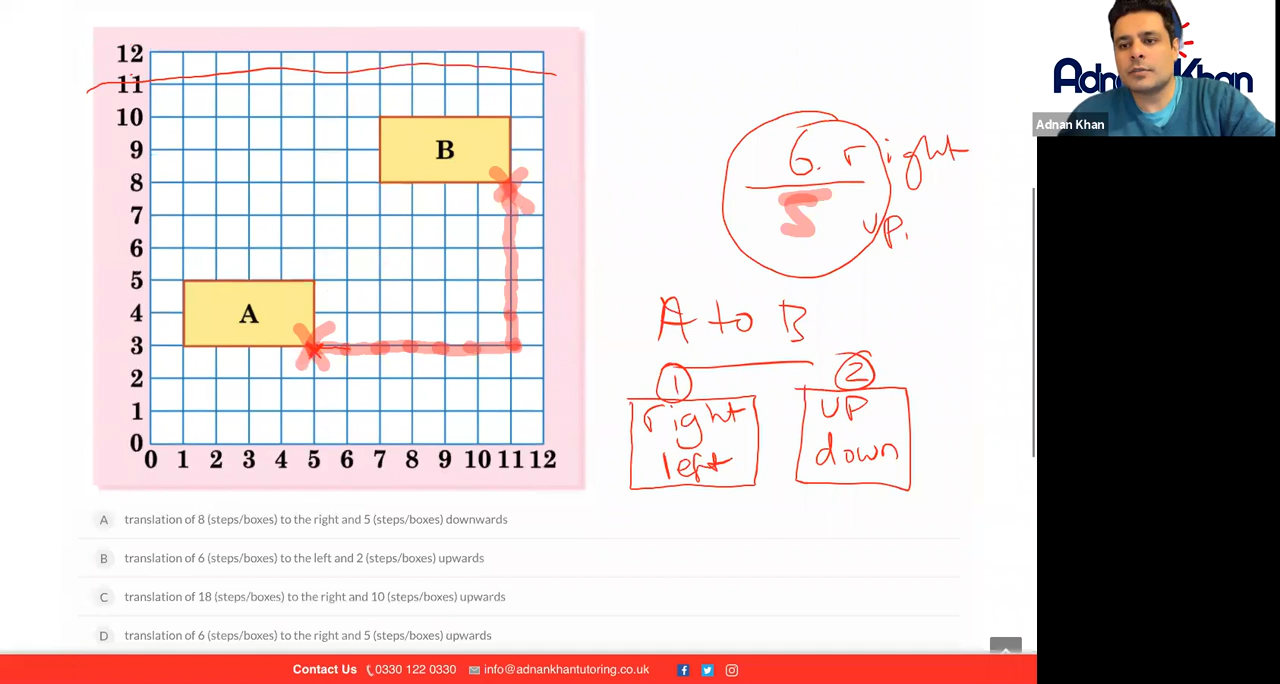 12
11
10
9
8
7
6
5
4
3
2
1
0
0 1 2 3 4 5 6 7 8 9 10 11 12
B
A
6. right
5 up.
A to B
1 2
right
left
UP
down
Adnan Khan
Adnan Khan
A translation of 8 (steps/boxes) to the right and 5 (steps/boxes) downwards
B translation of 6 (steps/boxes) to the left and 2 (steps/boxes) upwards
C translation of 18 (steps/boxes) to the right and 10 (steps/boxes) upwards
D translation of 6 (steps/boxes) to the right and 5 (steps/boxes) upwards
Contact Us 0330 122 0330 info@adnankhantutoring.co.uk